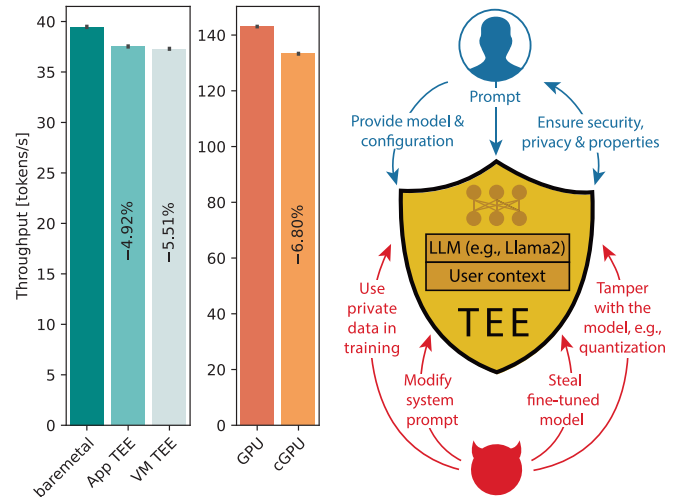 Throughput [tokens/s]
40
35
30
25
20
15
10
5
0
−4.92%
−5.51%
baremetal
App TEE
VM TEE
140
120
100
80
60
40
20
0
−6.80%
GPU
cGPU
Prompt
Provide model &
configuration
Ensure security,
privacy & properties
LLM (e.g., Llama2)
User context
TEE
Use
private
data in
training
Tamper
with the
model, e.g.,
quantization
Modify
system
prompt
Steal
fine-tuned
model